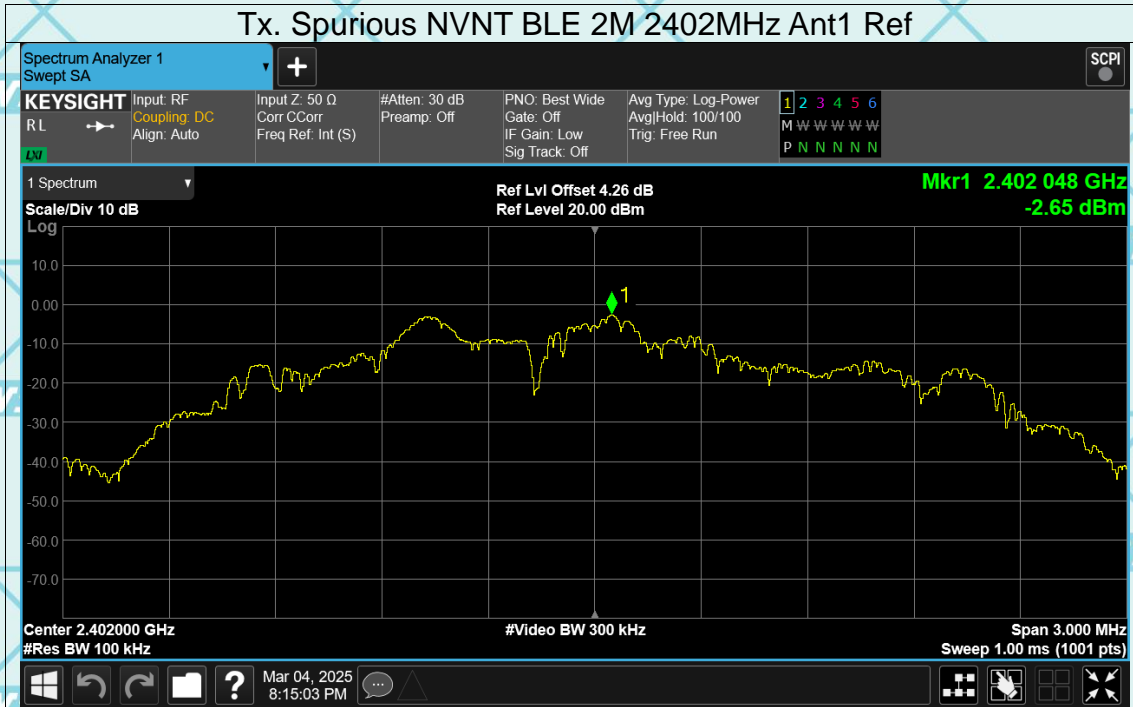 Tx. Spurious NVNT BLE 2M 2402MHz Ant1 Ref
Spectrum Analyzer 1
Swept SA
SCPI
KEYSIGHT
RL
LXI
Input: RF
Coupling: DC
Align: Auto
Input Z: 50 Ω
Corr CCorr
Freq Ref: Int (S)
#Atten: 30 dB
Preamp: Off
PNO: Best Wide
Gate: Off
IF Gain: Low
Sig Track: Off
Avg Type: Log-Power
Avg|Hold: 100/100
Trig: Free Run
1 2 3 4 5 6
M W W W W W
P N N N N N
1 Spectrum
Scale/Div 10 dB
Ref Lvl Offset 4.26 dB
Ref Level 20.00 dBm
Mkr1 2.402 048 GHz
-2.65 dBm
Log
10.0
0.00
-10.0
-20.0
-30.0
-40.0
-50.0
-60.0
-70.0
1
Center 2.402000 GHz
#Res BW 100 kHz
#Video BW 300 kHz
Span 3.000 MHz
Sweep 1.00 ms (1001 pts)
Mar 04, 2025
8:15:03 PM